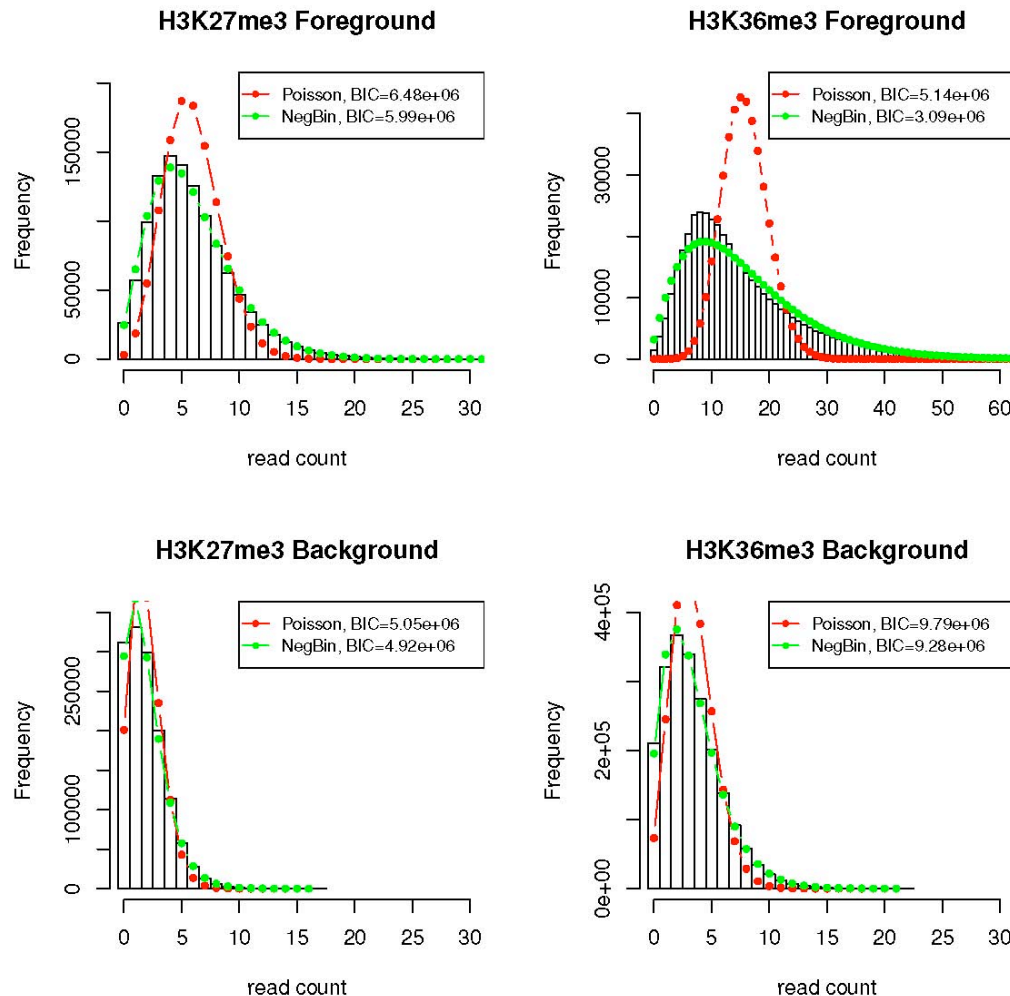 H3K27me3 Foreground
Poisson, BIC=6.48e+06
NegBin, BIC=5.99e+06
Frequency
0
50000
150000
0 5 10 15 20 25 30
read count
H3K36me3 Foreground
Poisson, BIC=5.14e+06
NegBin, BIC=3.09e+06
Frequency
0
10000
30000
0 10 20 30 40 50 60
read count
H3K27me3 Background
Poisson, BIC=5.05e+06
NegBin, BIC=4.92e+06
Frequency
0
100000
250000
0 5 10 15 20 25 30
read count
H3K36me3 Background
Poisson, BIC=9.79e+06
NegBin, BIC=9.28e+06
Frequency
0e+00
2e+05
4e+05
0 5 10 15 20 25 30
read count